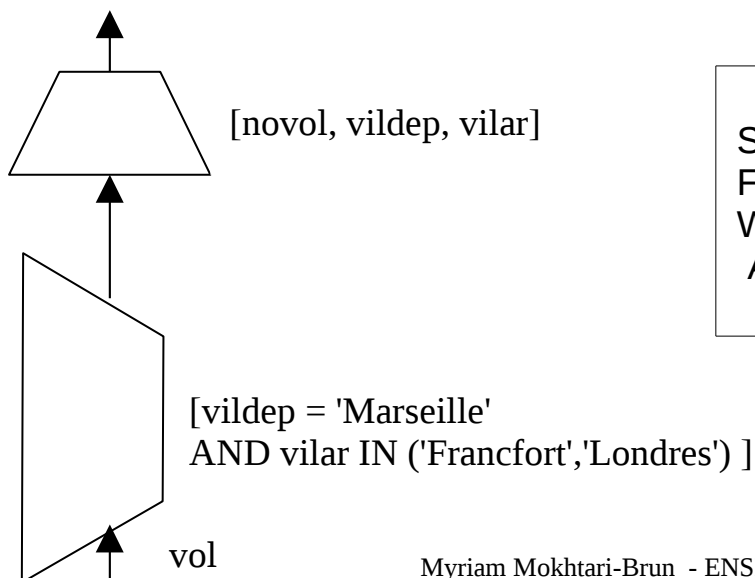 [novol, vildep, vilar]
S
F
W
A
[vildep = 'Marseille'
AND vilar IN ('Francfort','Londres') ]
vol
Myriam Mokhtari-Brun - ENS